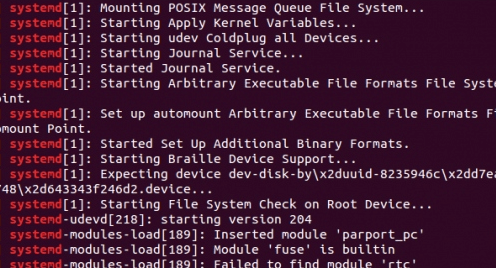 systemd[1]: Mounting POSIX Message Queue File System...
systemd[1]: Starting Apply Kernel Variables...
systemd[1]: Starting udev Coldplug all Devices...
systemd[1]: Starting Journal Service...
systemd[1]: Started Journal Service.
systemd[1]: Starting Arbitrary Executable File Formats File Syste
oint.
systemd[1]: Set up automount Arbitrary Executable File Formats Fi
omount Point.
systemd[1]: Started Set Up Additional Binary Formats.
systemd[1]: Starting Braille Device Support...
systemd[1]: Expecting device dev-disk-by\x2duuid-8235946c\x2dd7ea
748\x2d643343f246d2.device...
systemd[1]: Starting File System Check on Root Device...
systemd-udevd[218]: starting version 204
systemd-modules-load[189]: Inserted module 'parport_pc'
systemd-modules-load[189]: Module 'fuse' is builtin
systemd-modules-load[189]: Failed to find module 'rtc'